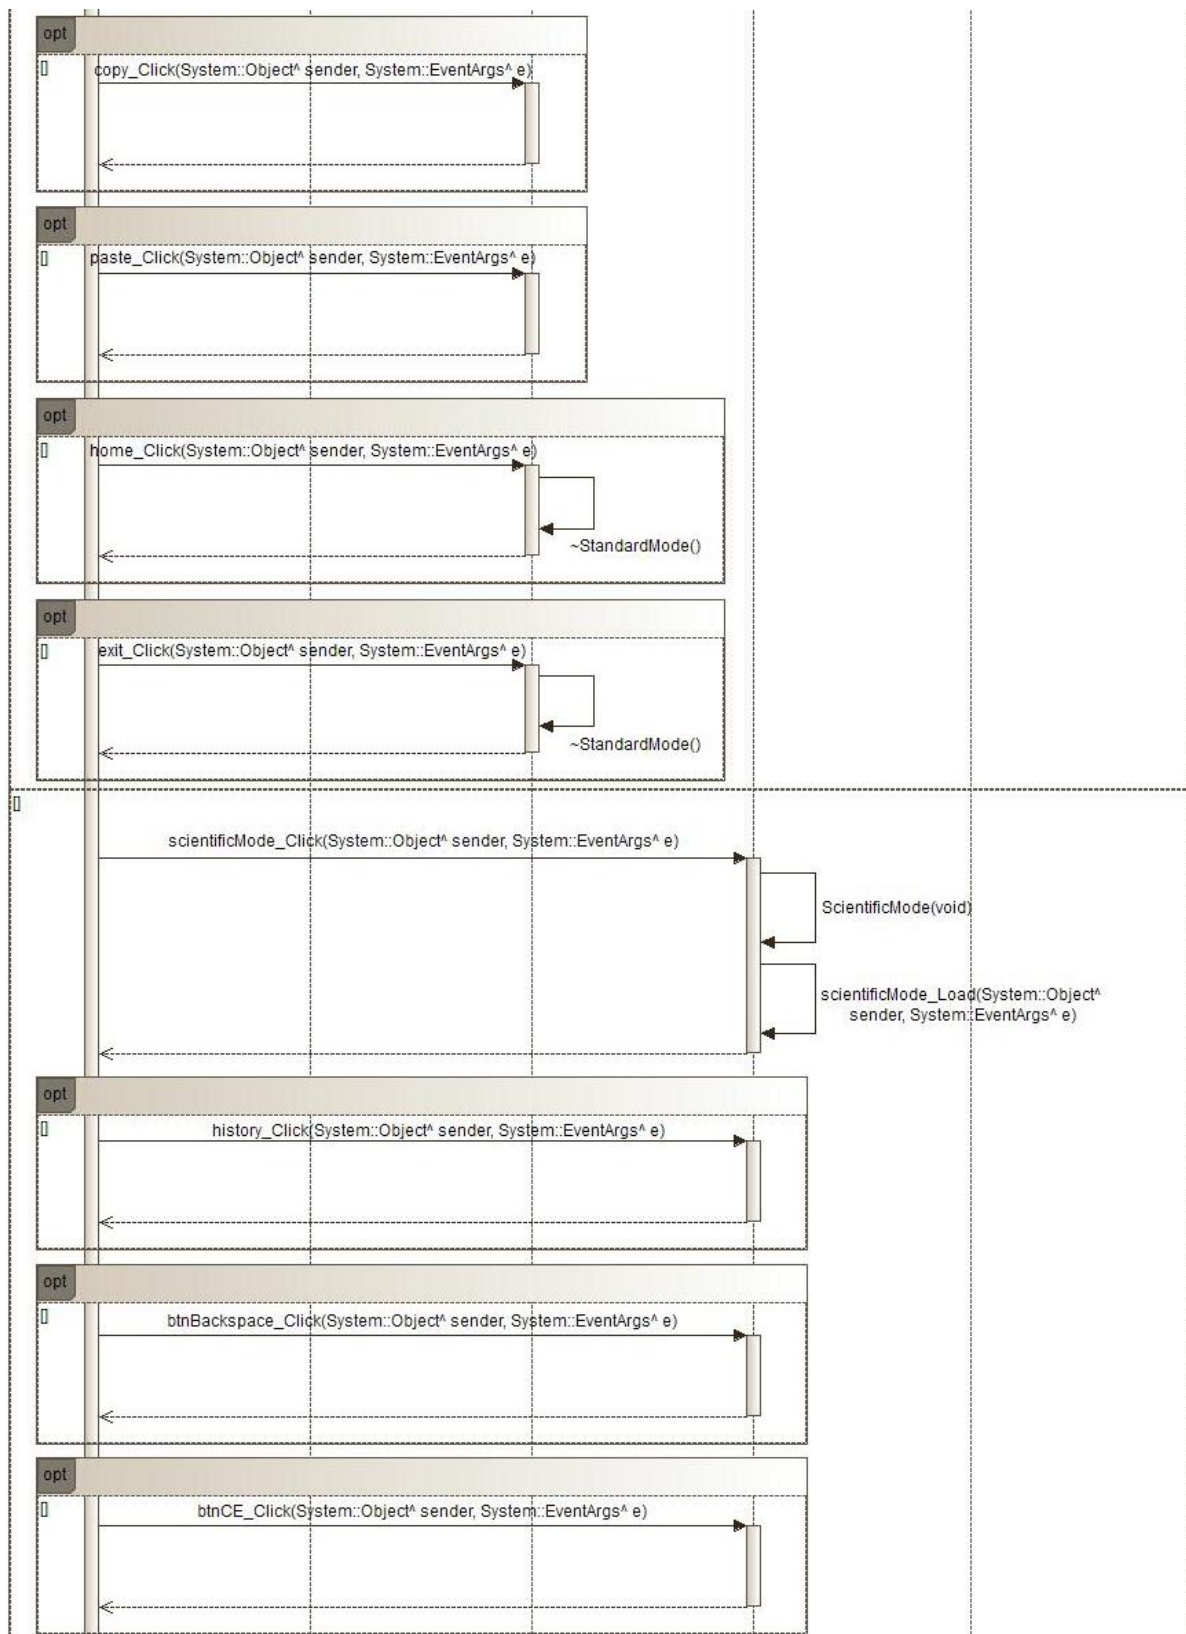 opt
[]
copy_Click(System::Object^ sender, System::EventArgs^ e)
opt
[]
paste_Click(System::Object^ sender, System::EventArgs^ e)
opt
[]
home_Click(System::Object^ sender, System::EventArgs^ e)
~StandardMode()
opt
[]
exit_Click(System::Object^ sender, System::EventArgs^ e)
~StandardMode()
[]
scientificMode_Click(System::Object^ sender, System::EventArgs^ e)
ScientificMode(void)
scientificMode_Load(System::Object^
sender, System::EventArgs^ e)
opt
[]
history_Click(System::Object^ sender, System::EventArgs^ e)
opt
[]
btnBackspace_Click(System::Object^ sender, System::EventArgs^ e)
opt
[]
btnCE_Click(System::Object^ sender, System::EventArgs^ e)